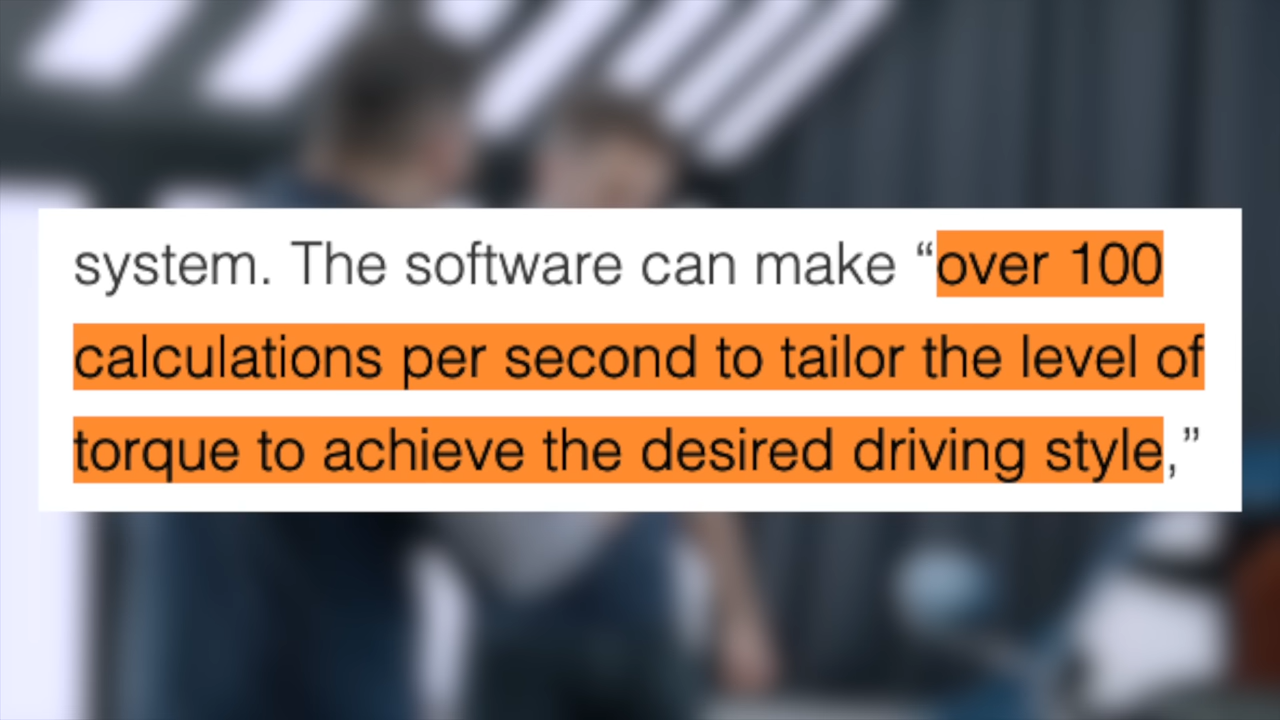 system. The software can make “over 100
calculations per second to tailor the level of
torque to achieve the desired driving style,”